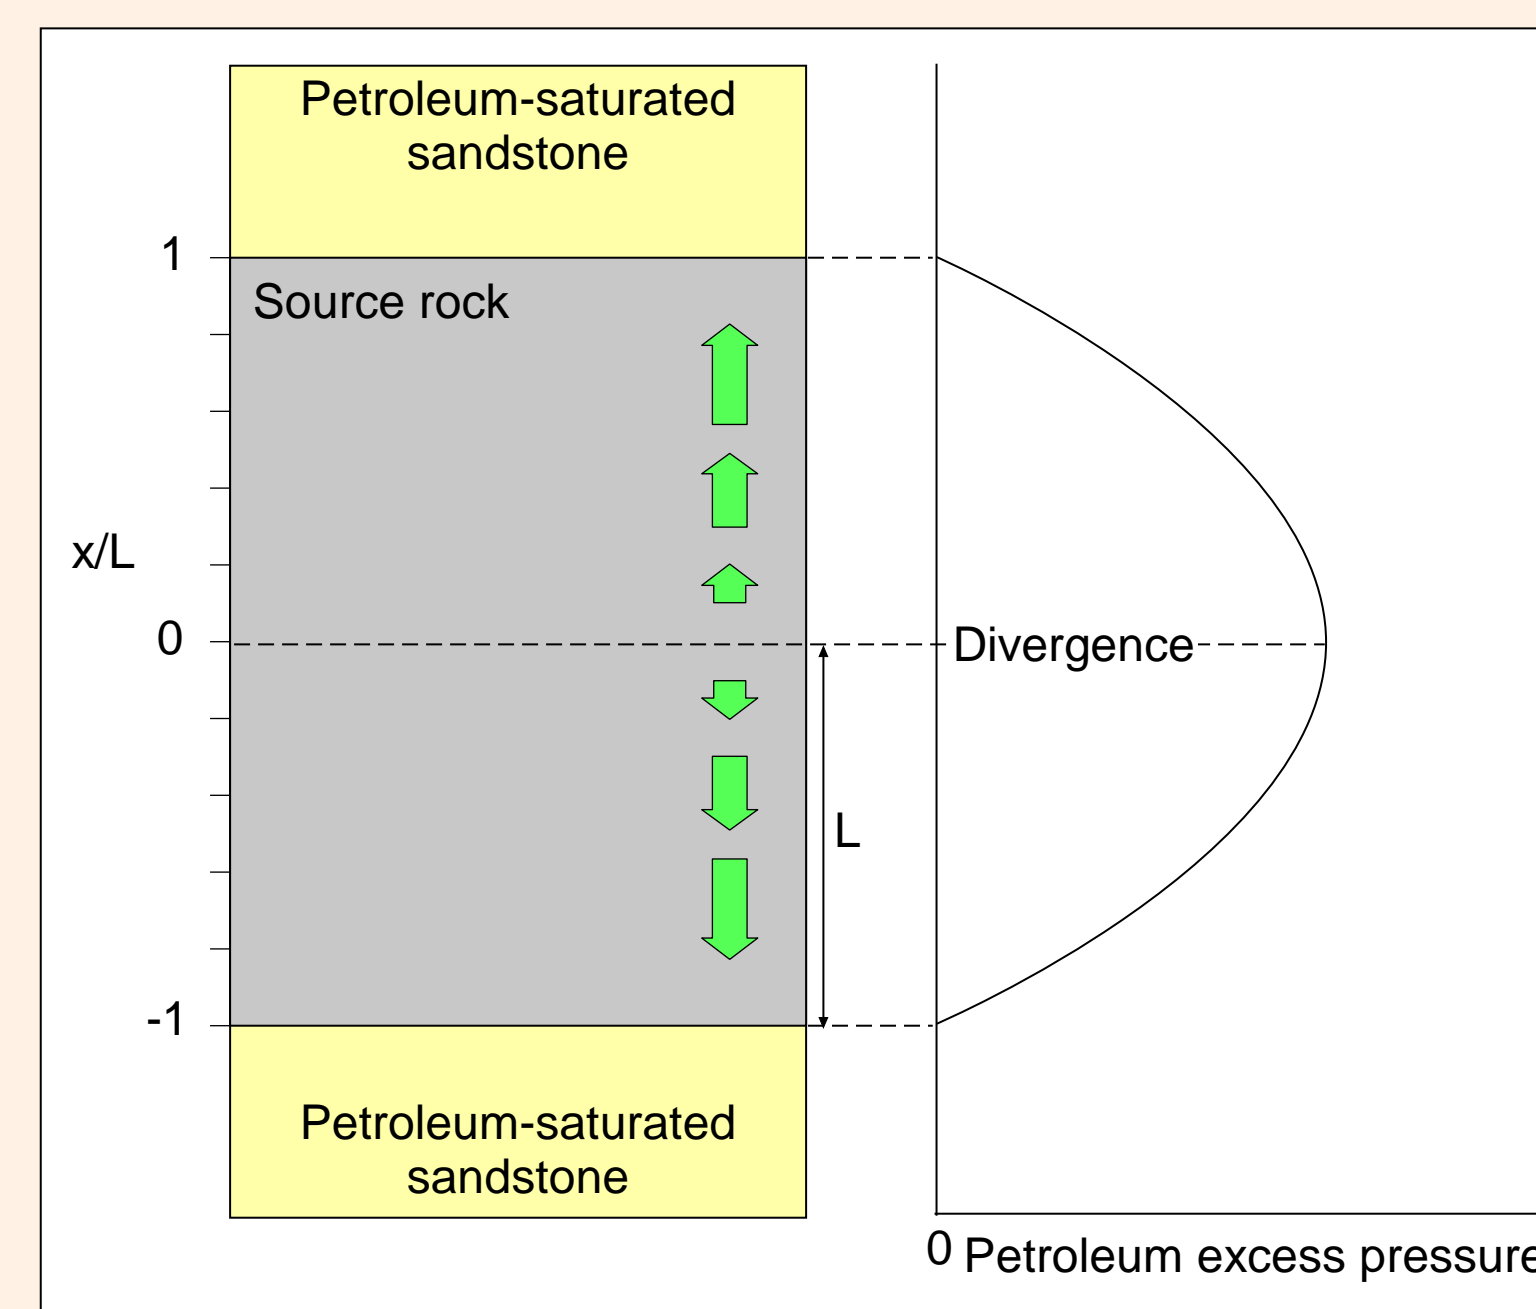 Petroleum-saturated
sandstone
1
Source rock
x/L
0
Divergence
L
-1
Petroleum-saturated
sandstone
0 Petroleum excess pressure